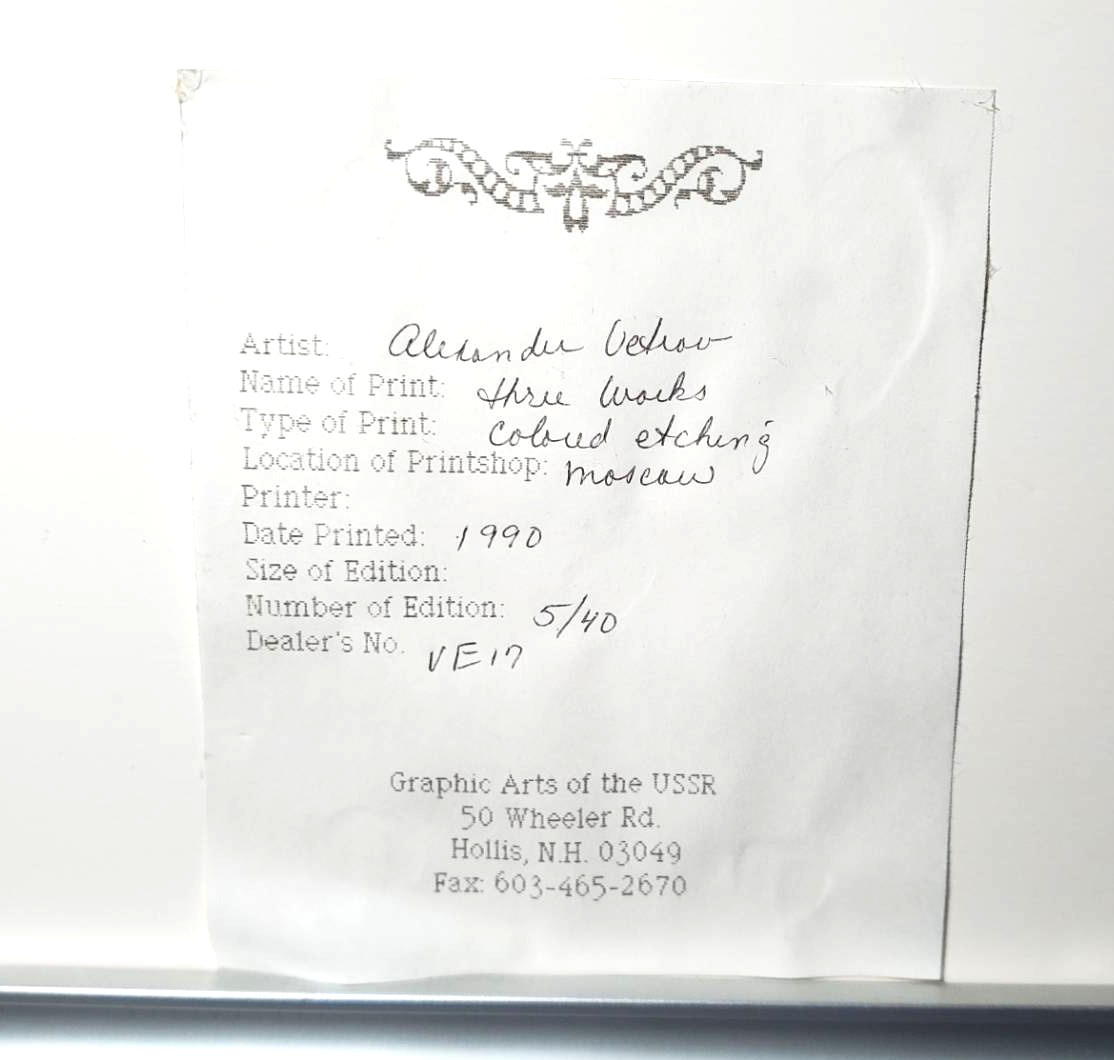 Artist: Alexander Vetrov
Name of Print: three works
Type of Print: colored etching
Location of Printshop: Moscow
Printer:
Date Printed: 1990
Size of Edition:
Number of Edition: 5/40
Dealer's No. VE17
Graphic Arts of the USSR
50 Wheeler Rd.
Hollis, N.H. 03049
Fax: 603-465-2670